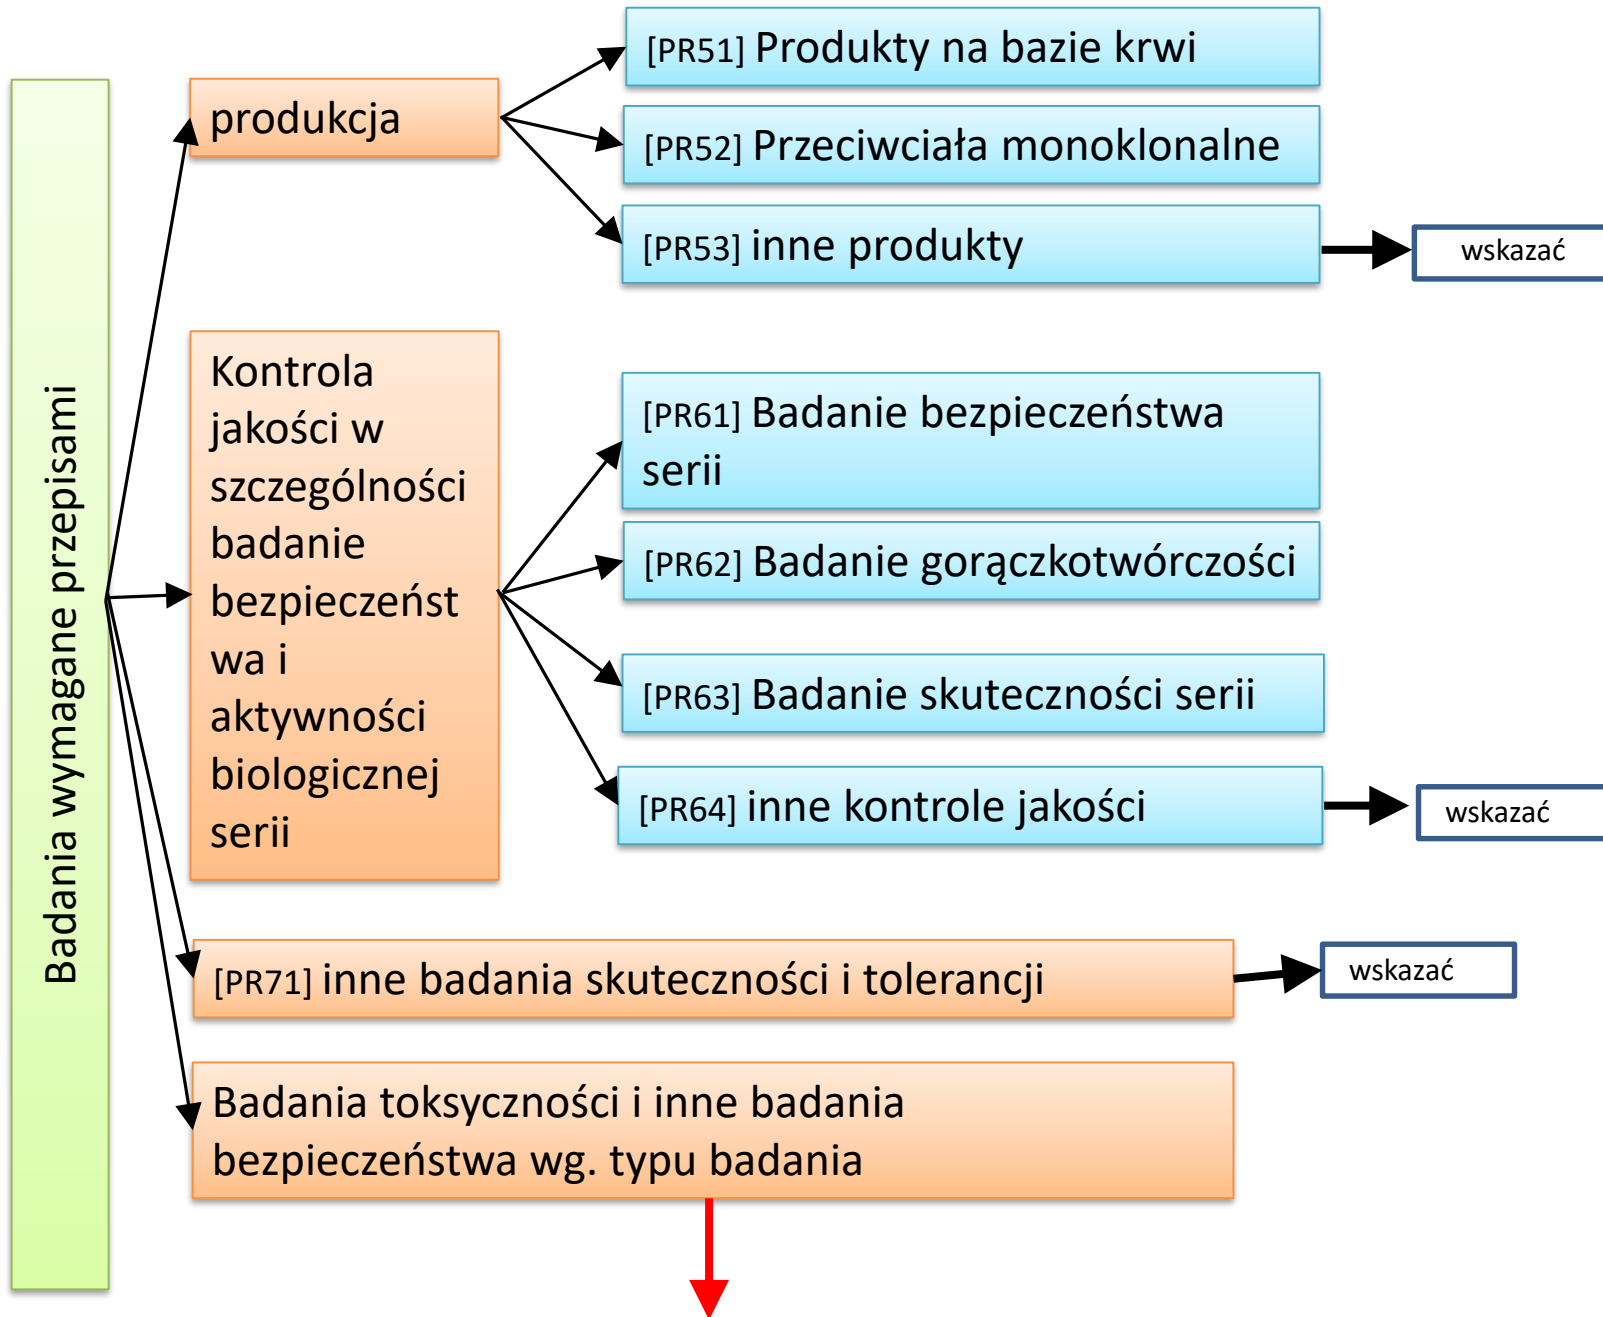 Badania wymagane przepisami
produkcja
[PR51] Produkty na bazie krwi
[PR52] Przeciwciała monoklonalne
[PR53] inne produkty
wskazać
Kontrola
jakości w
szczególności
badanie
bezpieczeńst
wa i
aktywności
biologicznej
serii
[PR61] Badanie bezpieczeństwa
serii
[PR62] Badanie gorączkotwórczości
[PR63] Badanie skuteczności serii
[PR64] inne kontrole jakości
wskazać
[PR71] inne badania skuteczności i tolerancji
wskazać
Badania toksyczności i inne badania
bezpieczeństwa wg. typu badania